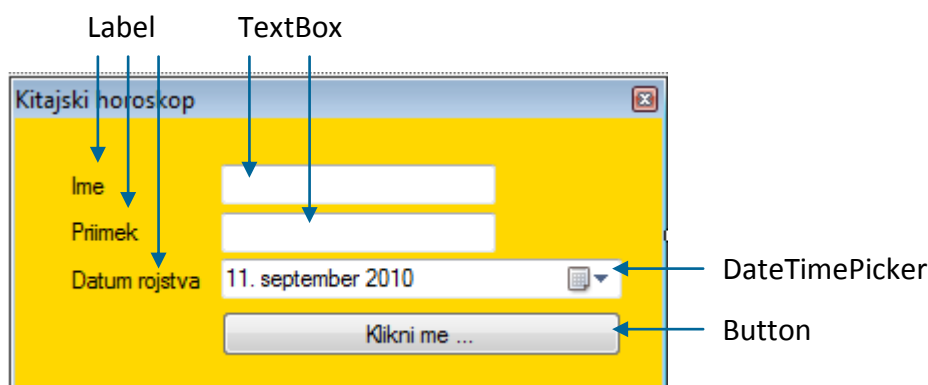 Label TextBox
Kitajski horoskop
Ime
Priimek
Datum rojstva 11. september 2010 DateTimePicker
Klikni me ... Button